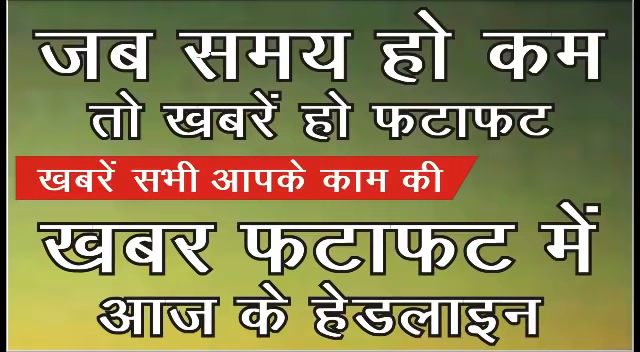 जब समय हो कम
तो खबरें हो फटाफट
खबरें सभी आपके काम की
खबर फटाफट में
आज के हेडलाइन